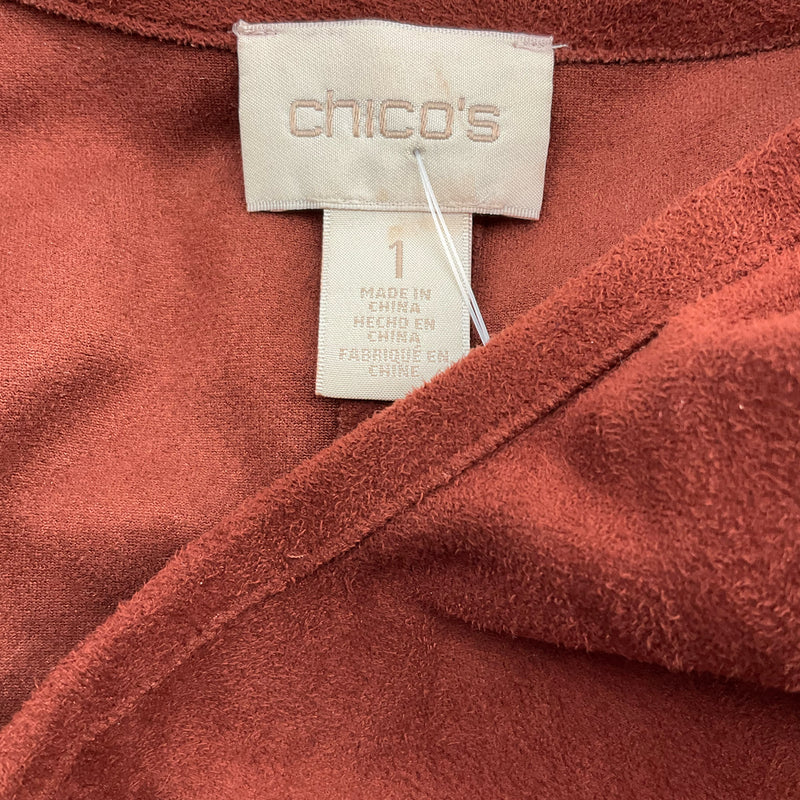 chico's
1
MADE IN
CHINA
HECHO EN
CHINA
FABRIQUÉ EN
CHINE